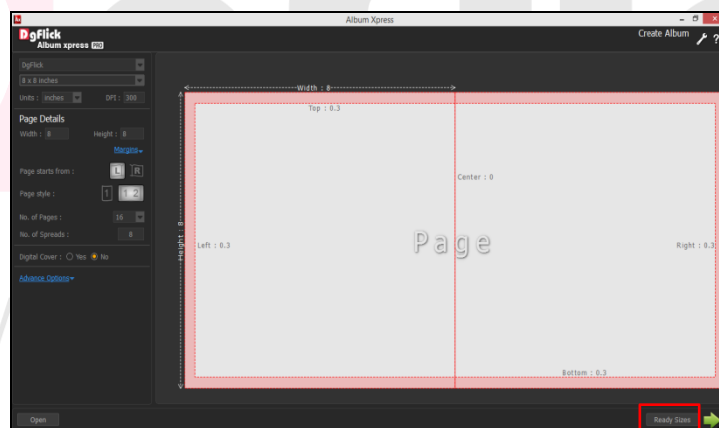 Album Xpress
DgFlick
Album xpress PRO
Create Album
?
DgFlick
8 x 8 inches
Units : inches DPI : 300
Page Details
Width : 8 Height : 8
Margins
Page starts from : L R
Page style : 1 1 2
No. of Pages : 16
No. of Spreads : 8
Digital Cover : Yes No
Advance Options
Width : 8
Top : 0.3
Center : 0
Height : 8
Left : 0.3
Page
Right : 0.3
Bottom : 0.3
Open
Ready Sizes